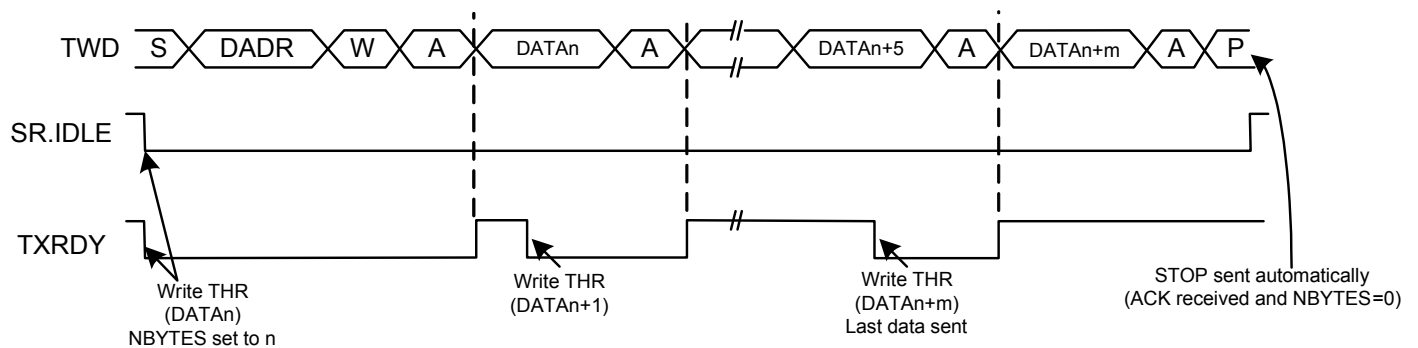 TWD S DADR W A DATAn A DATAn+5 A DATAn+m A P
SR.IDLE
TXRDY
Write THR
(DATAn)
NBYTES set to n
Write THR
(DATAn+1)
Write THR
(DATAn+m)
Last data sent
STOP sent automatically
(ACK received and NBYTES=0)